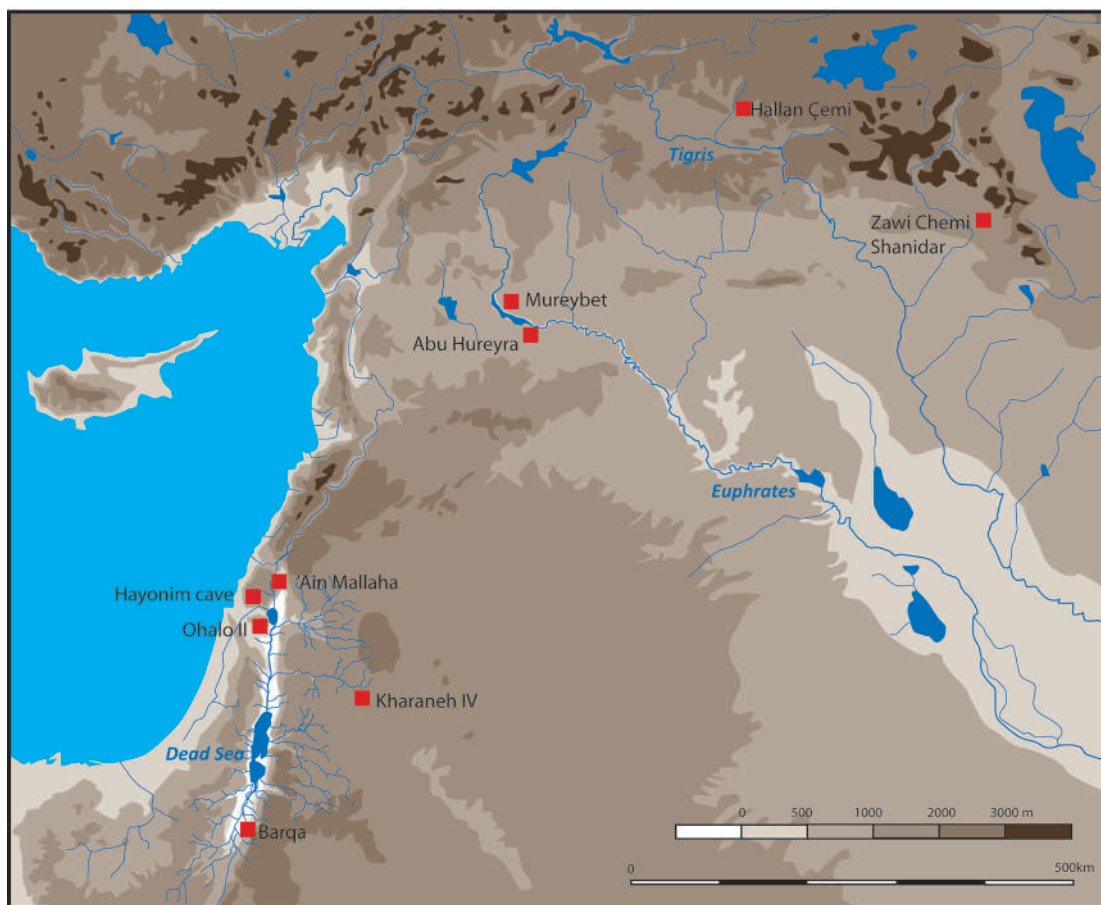 Hallan Çemi
Tigris
Zawi Chemi
Shanidar
Mureybet
Abu Hureyra
Euphrates
'Ain Mallaha
Hayonim cave
Ohalo II
Kharaneh IV
Dead Sea
Barqa
0 500 1000 2000 3000 m
0 500km